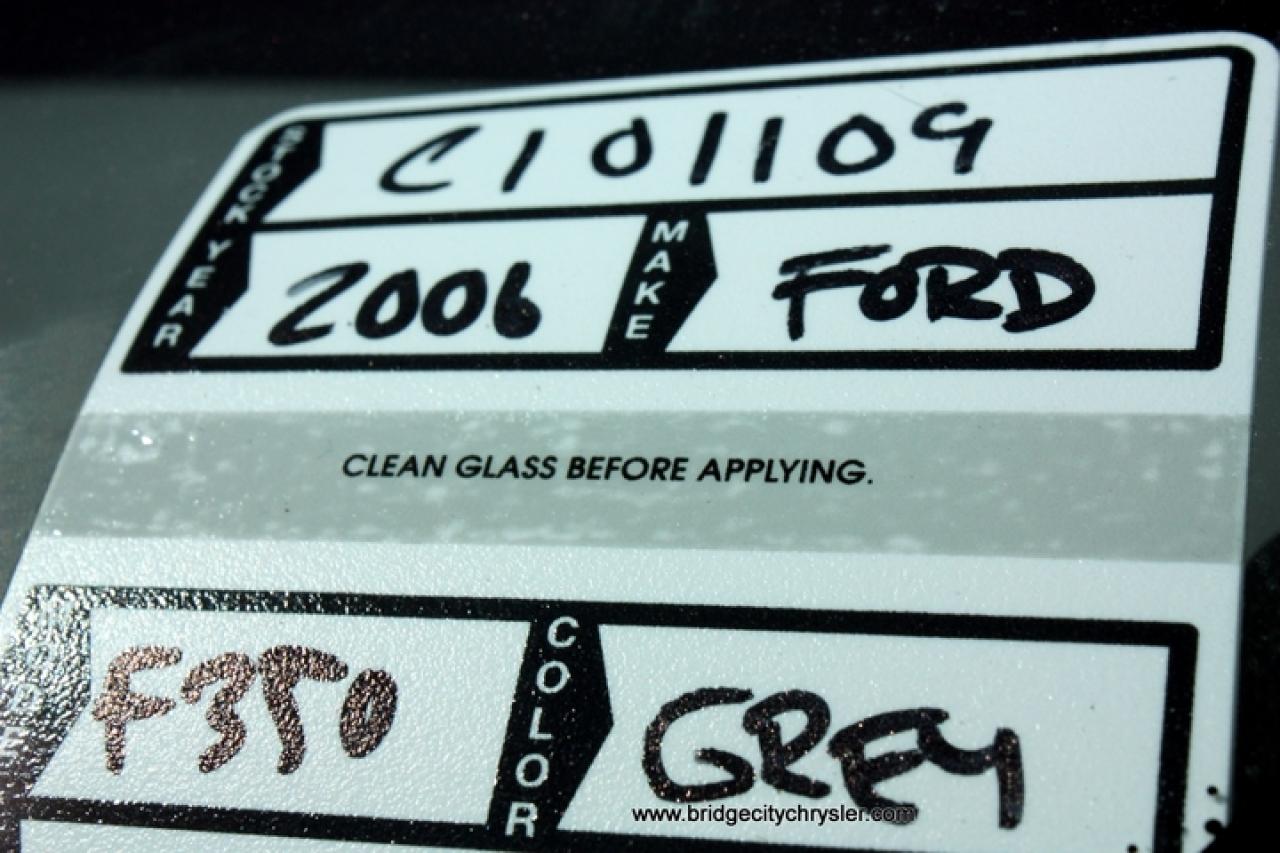 STOCK C101109
YEAR 2006 MAKE FORD
CLEAN GLASS BEFORE APPLYING.
F350 COLOR GREY
www.bridgecitychrysler.com